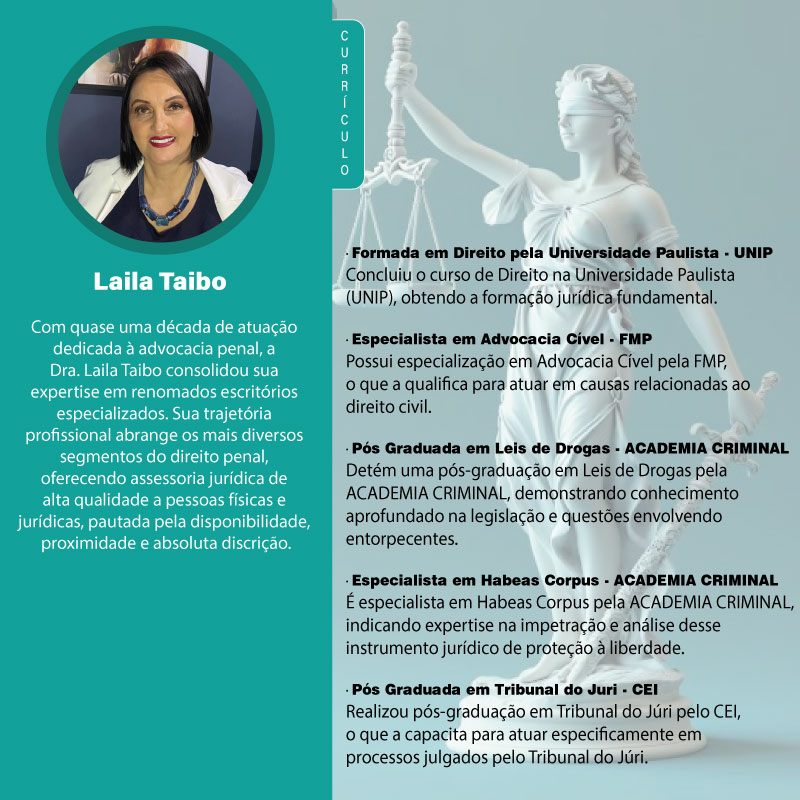 CURRÍCULO
Laila Taibo
Com quase uma década de atuação
dedicada à advocacia penal, a
Dra. Laila Taibo consolidou sua
expertise em renomados escritórios
especializados. Sua trajetória
profissional abrange os mais diversos
segmentos do direito penal,
oferecendo assessoria jurídica de
alta qualidade a pessoas físicas e
jurídicas, pautada pela disponibilidade,
proximidade e absoluta discrição.
· Formada em Direito pela Universidade Paulista - UNIP
Concluiu o curso de Direito na Universidade Paulista
(UNIP), obtendo a formação jurídica fundamental.
· Especialista em Advocacia Cível - FMP
Possui especialização em Advocacia Cível pela FMP,
o que a qualifica para atuar em causas relacionadas ao
direito civil.
· Pós Graduada em Leis de Drogas - ACADEMIA CRIMINAL
Detém uma pós-graduação em Leis de Drogas pela
ACADEMIA CRIMINAL, demonstrando conhecimento
aprofundado na legislação e questões envolvendo
entorpecentes.
· Especialista em Habeas Corpus - ACADEMIA CRIMINAL
É especialista em Habeas Corpus pela ACADEMIA CRIMINAL,
indicando expertise na impetração e análise desse
instrumento jurídico de proteção à liberdade.
· Pós Graduada em Tribunal do Juri - CEI
Realizou pós-graduação em Tribunal do Júri pelo CEI,
o que a capacita para atuar especificamente em
processos julgados pelo Tribunal do Júri.